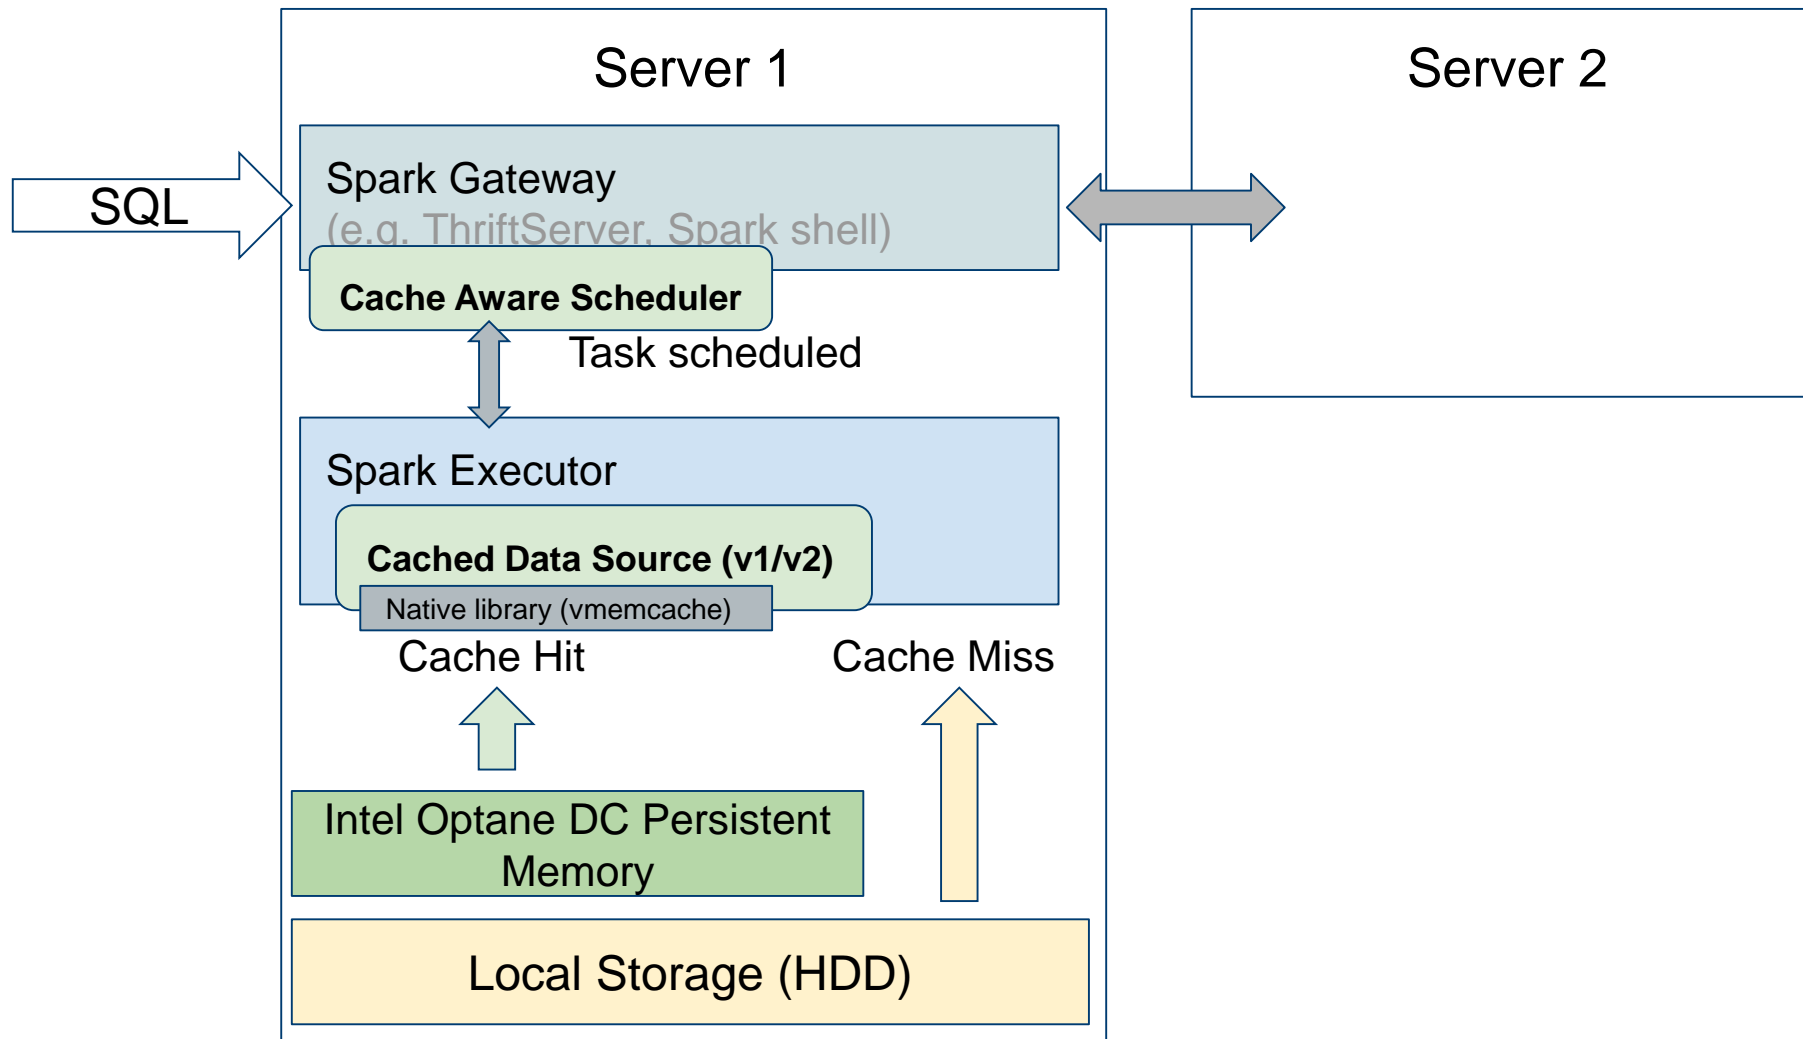 Server 1
Server 2
SQL
Spark Gateway
(e.g. ThriftServer, Spark shell)
Cache Aware Scheduler
Task scheduled
Spark Executor
Cached Data Source (v1/v2)
Native library (vmemcache)
Cache Hit
Cache Miss
Intel Optane DC Persistent
Memory
Local Storage (HDD)